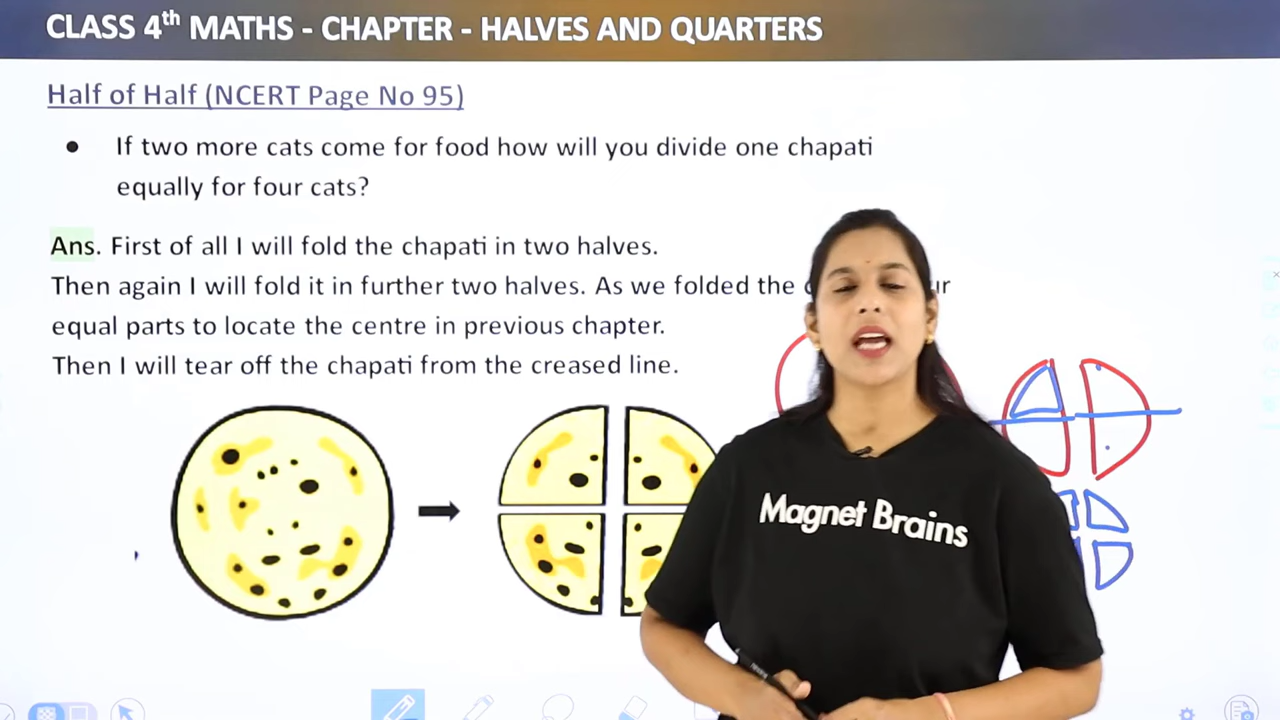 CLASS 4th MATHS - CHAPTER - HALVES AND QUARTERS
Half of Half (NCERT Page No 95)
• If two more cats come for food how will you divide one chapati
equally for four cats?
Ans. First of all I will fold the chapati in two halves.
Then again I will fold it in further two halves. As we folded the
equal parts to locate the centre in previous chapter.
Then I will tear off the chapati from the creased line.
Magnet Brains